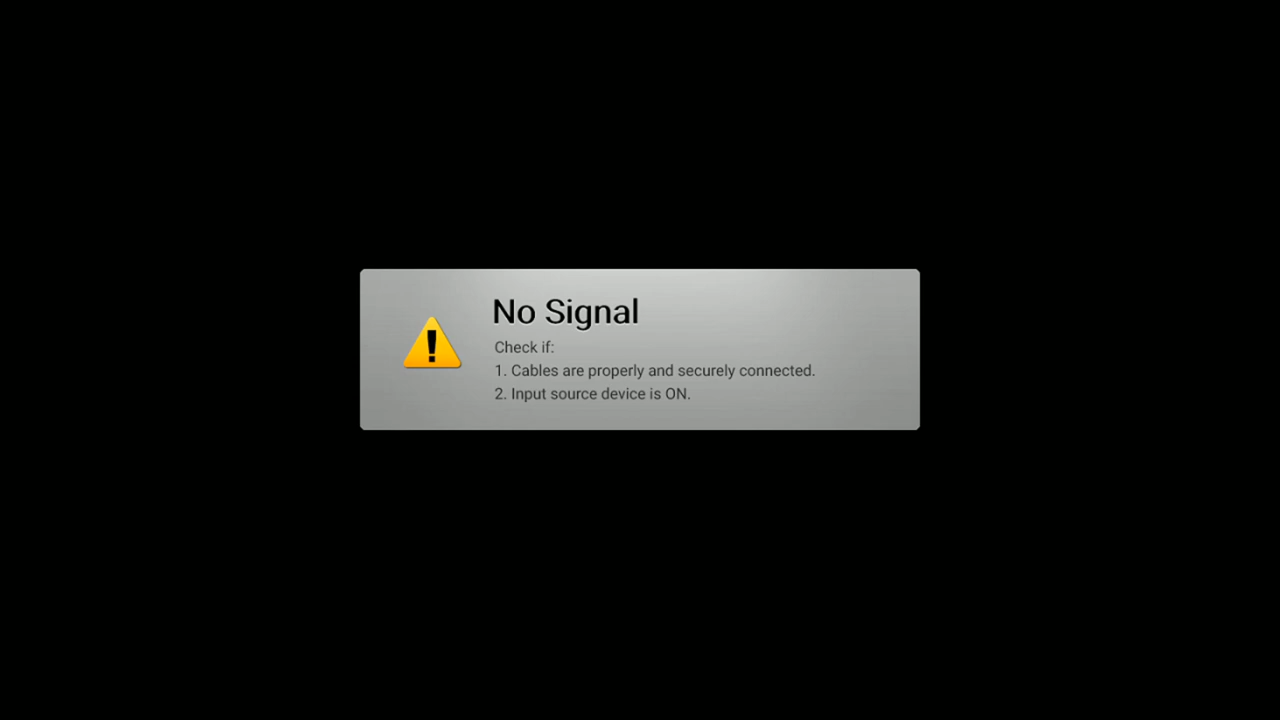 No Signal
Check if:
1. Cables are properly and securely connected.
2. Input source device is ON.